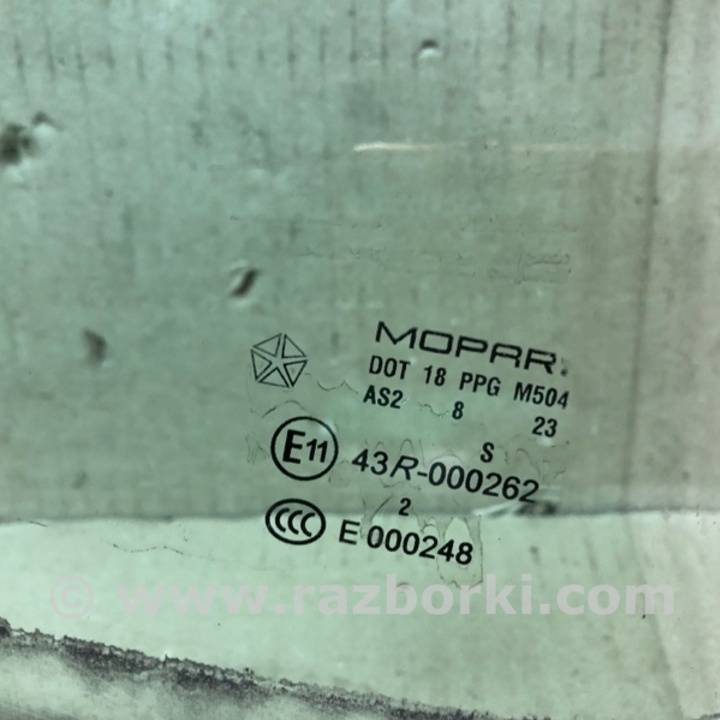 MOPAR.
DOT 18 PPG M504
AS2 8 23
S
E11 43R-000262
2
CCC E 000248
© www.razborki.com